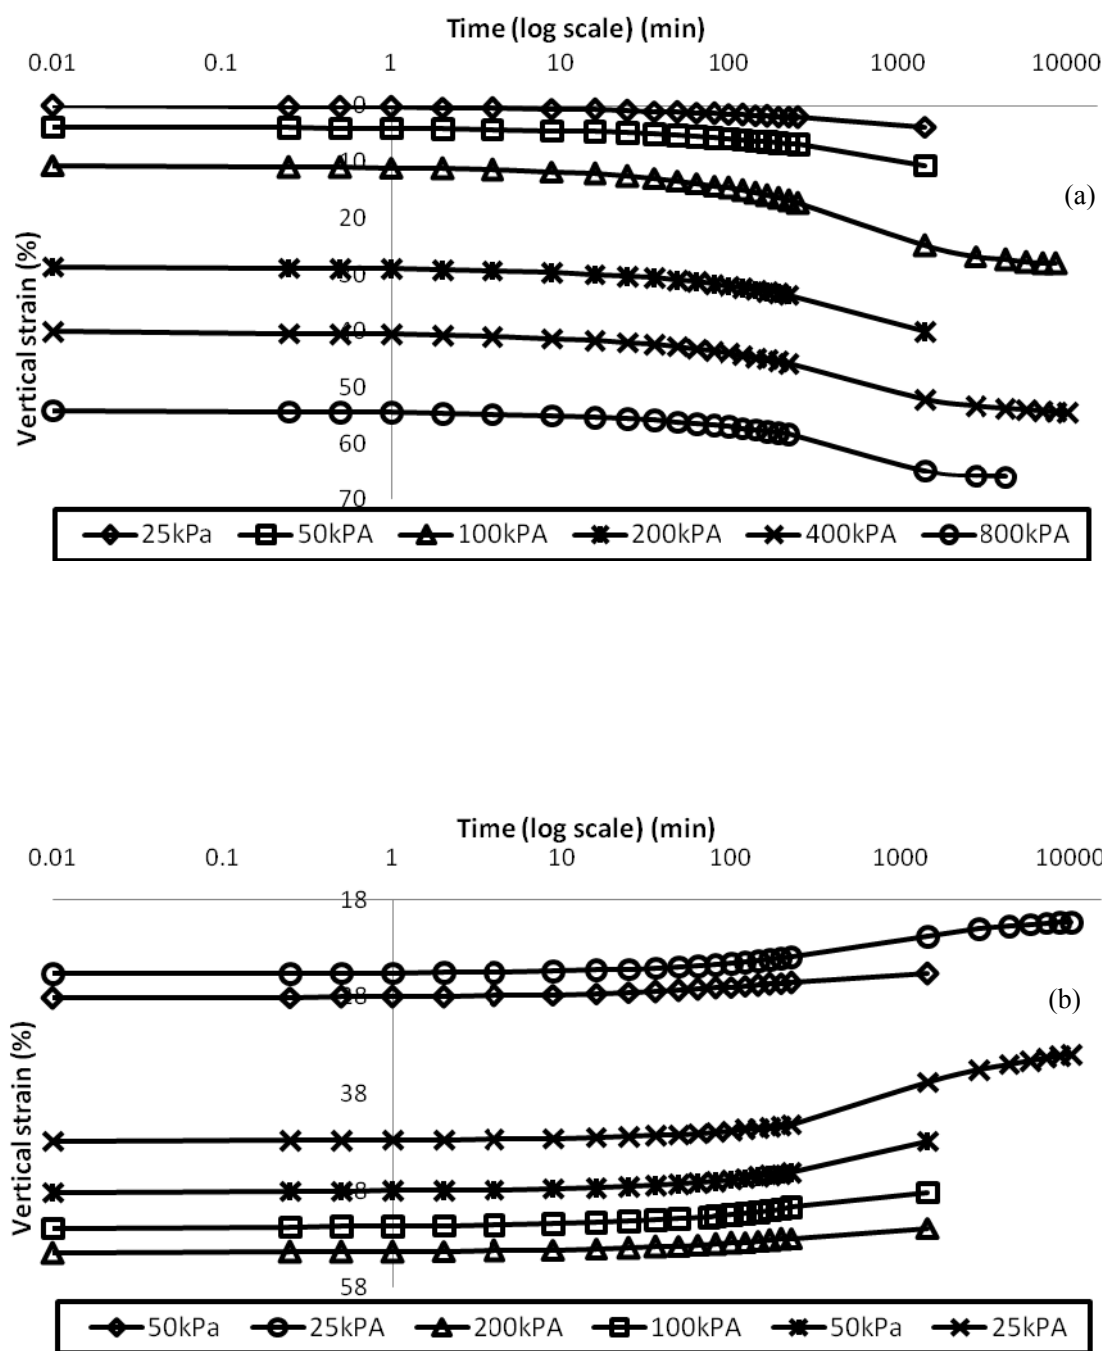 Time (log scale) (min)
0.01 0.1 1 10 100 1000 10000
0
10
20
30
40
50
60
70
Vertical strain (%)
(a)
25kPa 50kPA 100kPA 200kPA 400kPA 800kPA
Time (log scale) (min)
0.01 0.1 1 10 100 1000 10000
18
28
38
48
58
Vertical strain (%)
(b)
50kPa 25kPA 200kPA 100kPA 50kPa 25kPA